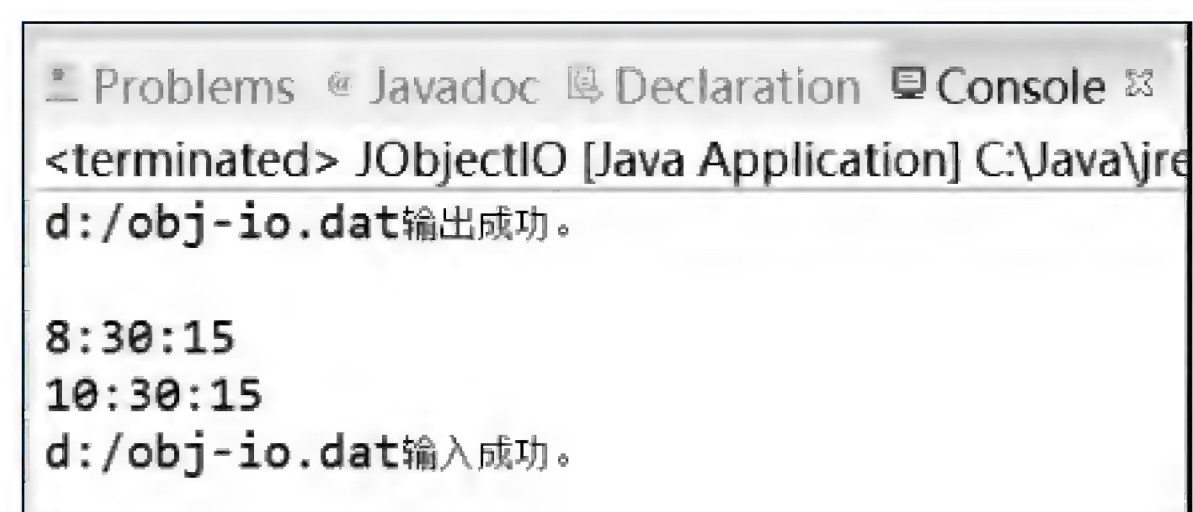 Problems @ Javadoc Declaration Console
<terminated> JObjectIO [Java Application] C:\Java\jre
d:/obj-io.dat输出成功。
8:30:15
10:30:15
d:/obj-io.dat输入成功。